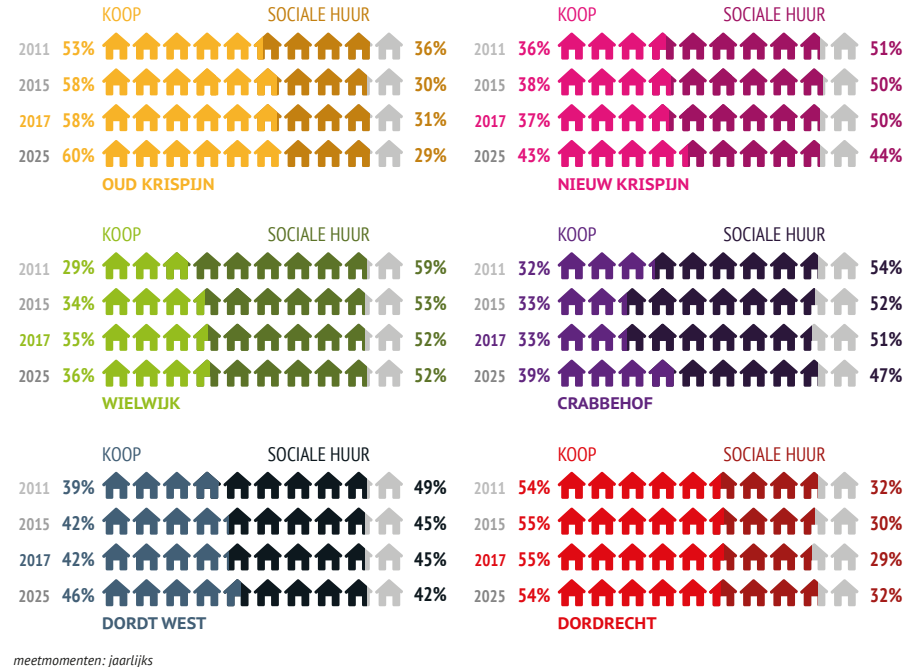 KOOP SOCIALE HUUR
2011 53% 36%
2015 58% 30%
2017 58% 31%
2025 60% 29%
OUD KRISPIJN
KOOP SOCIALE HUUR
2011 36% 51%
2015 38% 50%
2017 37% 50%
2025 43% 44%
NIEUW KRISPIJN
KOOP SOCIALE HUUR
2011 29% 59%
2015 34% 53%
2017 35% 52%
2025 36% 52%
WIELWIJK
KOOP SOCIALE HUUR
2011 32% 54%
2015 33% 52%
2017 33% 51%
2025 39% 47%
CRABBEHOF
KOOP SOCIALE HUUR
2011 39% 49%
2015 42% 45%
2017 42% 45%
2025 46% 42%
DORDT WEST
KOOP SOCIALE HUUR
2011 54% 32%
2015 55% 30%
2017 55% 29%
2025 54% 32%
DORDRECHT
meetmomenten: jaarlijks